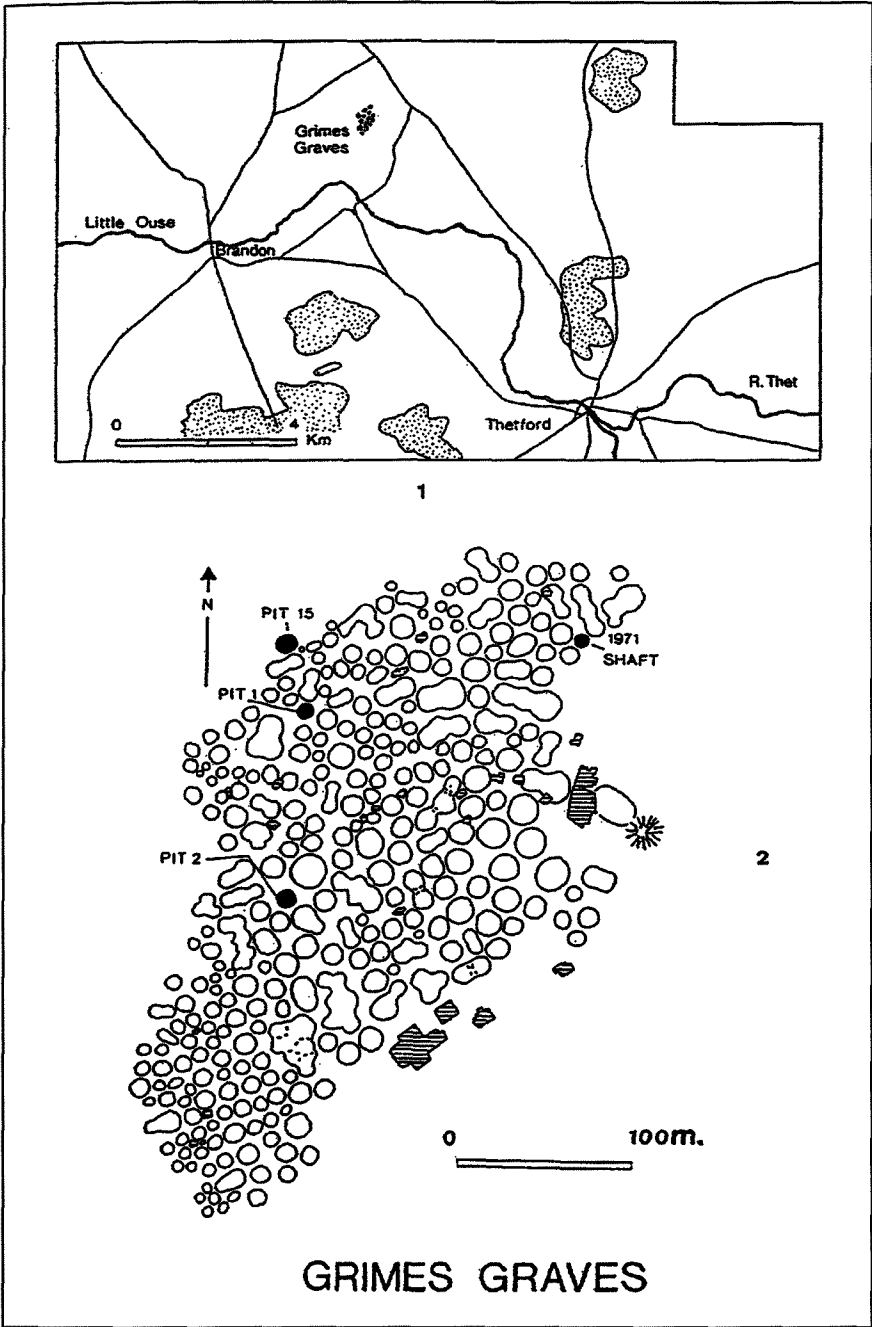 Grimes
Graves
Little Ouse
Brandon
R. Thet
Thetford
0 4
Km
1
N
PIT 15
1971
SHAFT
PIT 1
PIT 2
2
0 100m.
GRIMES GRAVES